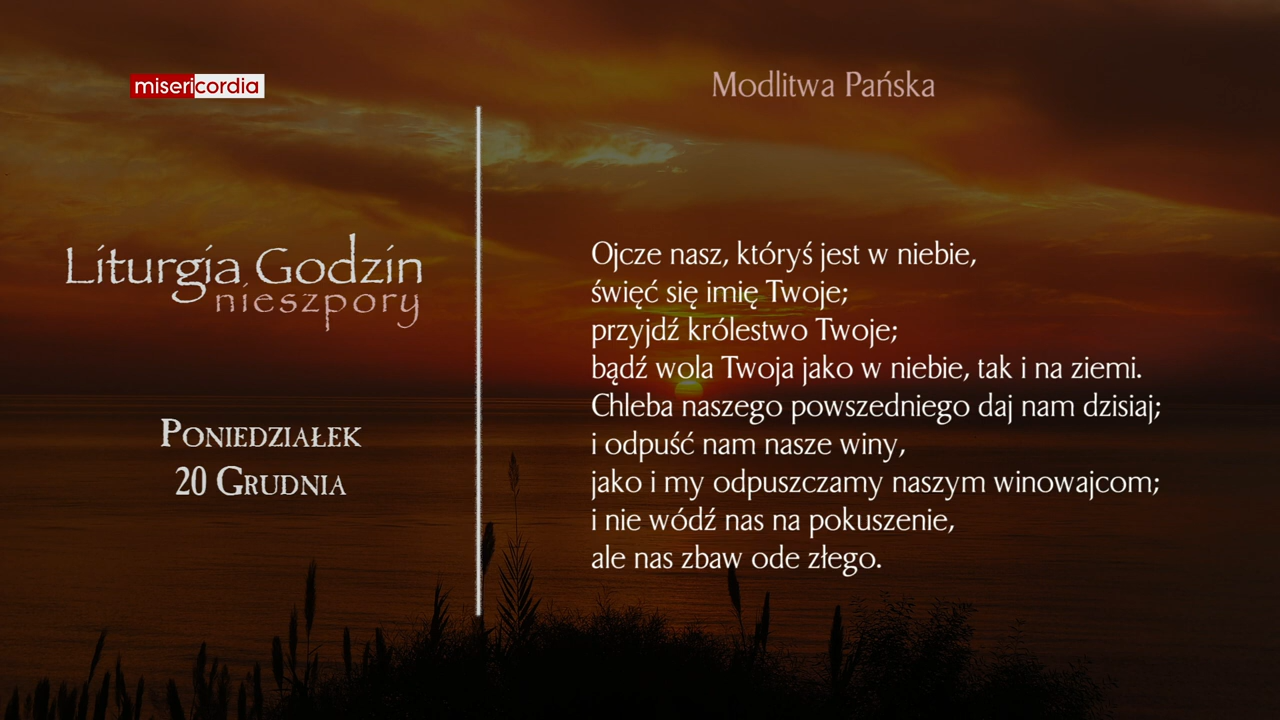 misericordia
Liturgia Godzin
nieszpory
Poniedziałek
20 Grudnia
Modlitwa Pańska
Ojcze nasz, któryś jest w niebie,
święć się imię Twoje;
przyjdź królestwo Twoje;
bądź wola Twoja jako w niebie, tak i na ziemi.
Chleba naszego powszedniego daj nam dzisiaj;
i odpuść nam nasze winy,
jako i my odpuszczamy naszym winowajcom;
i nie wódź nas na pokuszenie,
ale nas zbaw ode złego.